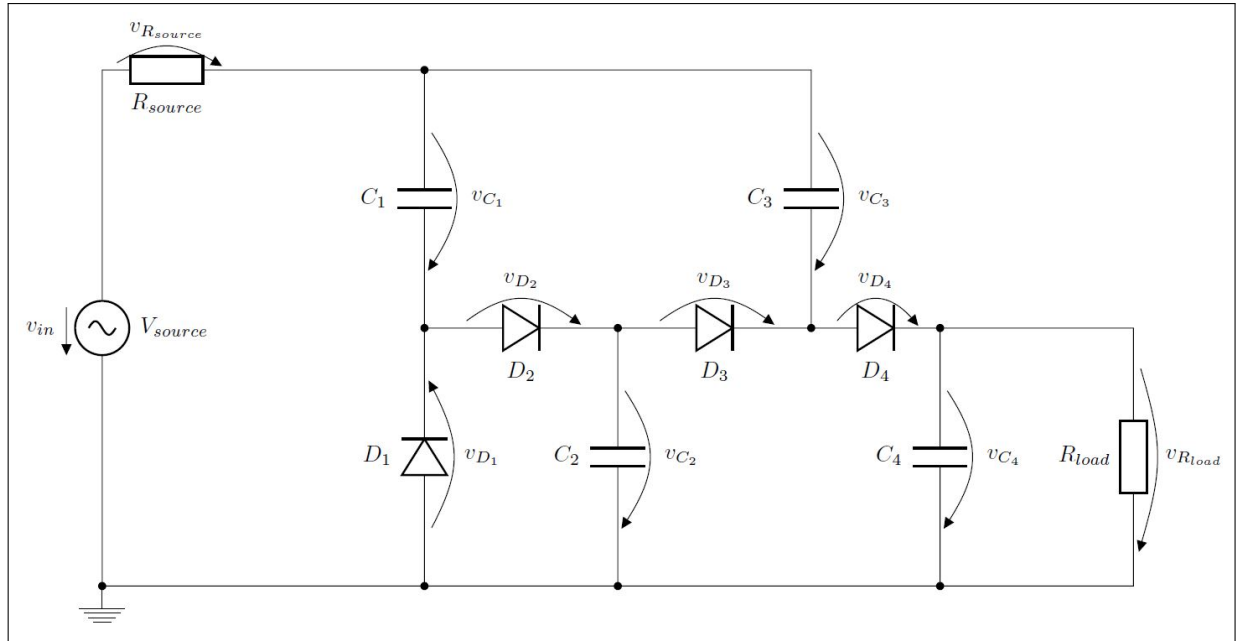 v_{R_{source}}
R_{source}
C_1
v_{C_1}
C_3
v_{C_3}
v_{in}
V_{source}
v_{D_2}
v_{D_3}
v_{D_4}
D_2
D_3
D_4
D_1
v_{D_1}
C_2
v_{C_2}
C_4
v_{C_4}
R_{load}
v_{R_{load}}